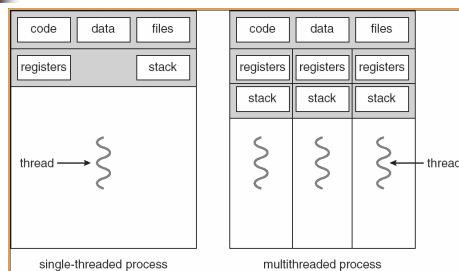 code data files
registers stack
thread
single-threaded process
code data files
registers registers registers
stack stack stack
thread
multithreaded process